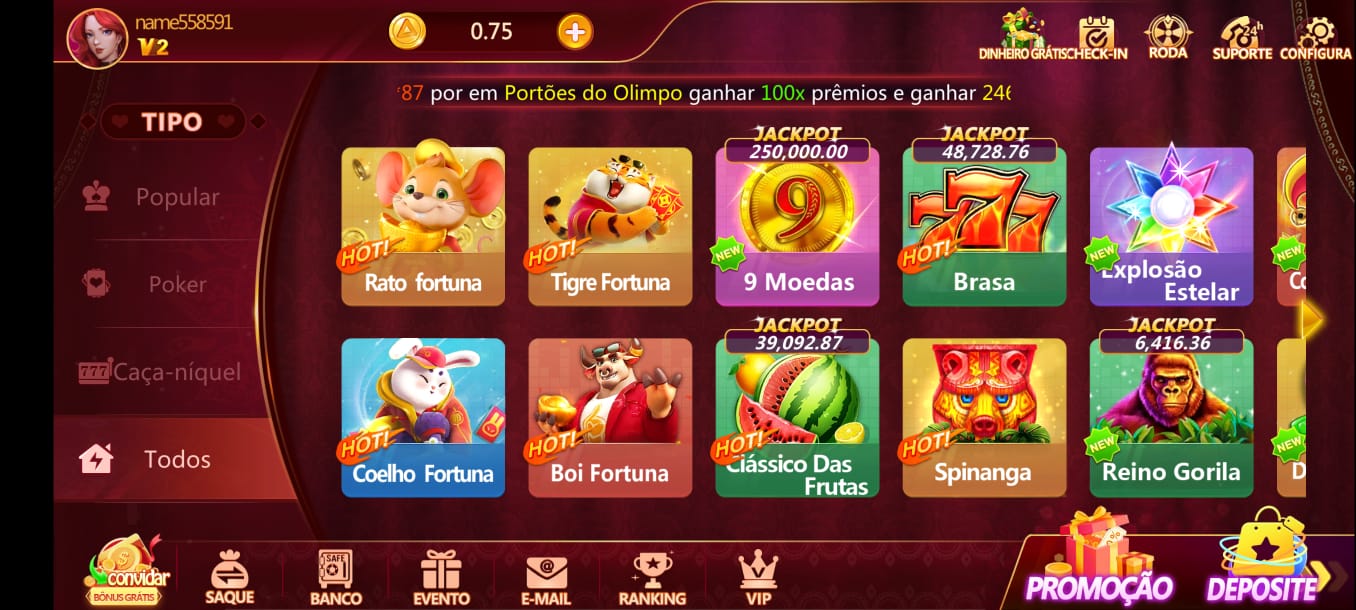 name558591
V2
0.75
DINHEIRO GRÁTIS
CHECK-IN
RODA
24h
SUPORTE
CONFIGURA
87 por em Portões do Olimpo ganhar 100x prêmios e ganhar 246
TIPO
Popular
Poker
777
Caça-níquel
Todos
HOT!
Rato fortuna
HOT!
Tigre Fortuna
JACKPOT
250,000.00
9
NEW
9 Moedas
JACKPOT
48,728.76
777
HOT!
Brasa
NEW
Explosão
Estelar
NEW
HOT!
Coelho Fortuna
HOT!
Boi Fortuna
JACKPOT
39,092.87
HOT!
Clássico Das
Frutas
HOT!
Spinanga
JACKPOT
6,416.36
NEW
Reino Gorila
NEW
D
convidar
BÔNUS GRÁTIS
SAQUE
SAFE
BANCO
EVENTO
@
E-MAIL
RANKING
VIP
PROMOÇÃO
DEPOSITE